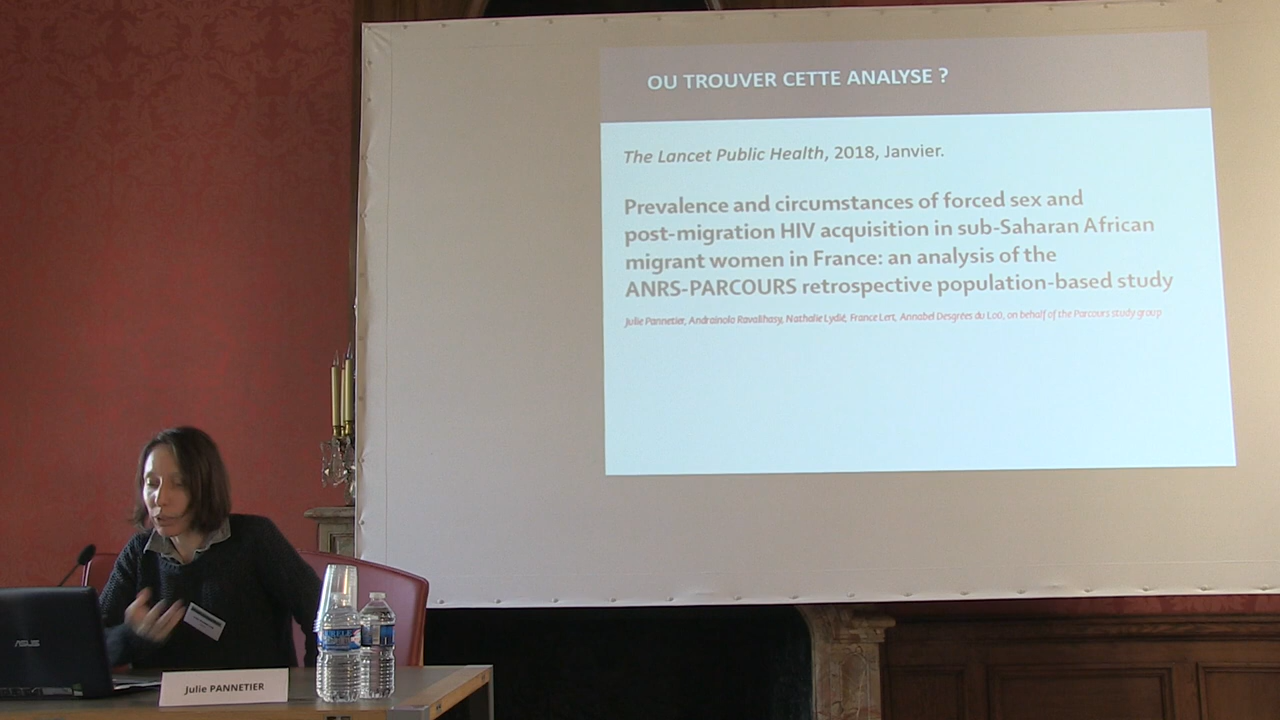 OU TROUVER CETTE ANALYSE ?
The Lancet Public Health, 2018, Janvier.
Prevalence and circumstances of forced sex and
post-migration HIV acquisition in sub-Saharan African
migrant women in France: an analysis of the
ANRS-PARCOURS retrospective population-based study
Julie Pannetier, Andrainolo Ravalihasy, Nathalie Lydié, France Lert, Annabel Desgrées du Loû, on behalf of the Parcours study group
ASUS
Julie PANNETIER